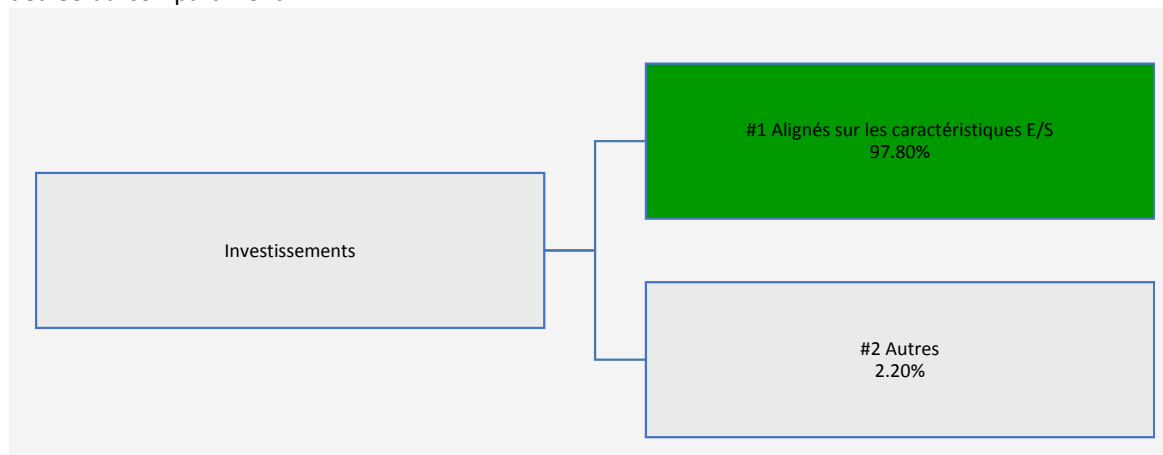 Investissements
#1 Alignés sur les caractéristiques E/S
97.80%
#2 Autres
2.20%